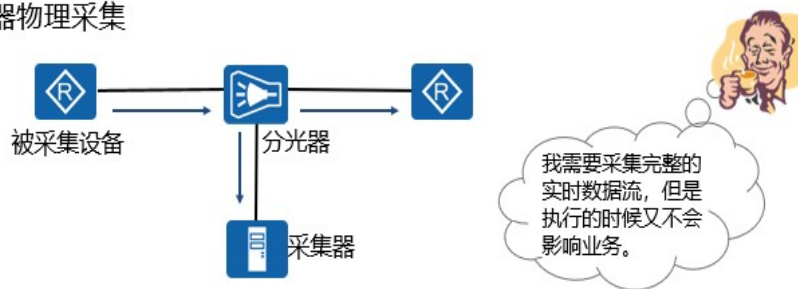 器物理采集
R
R
被采集设备
分光器
采集器
我需要采集完整的
实时数据流，但是
执行的时候又不会
影响业务。